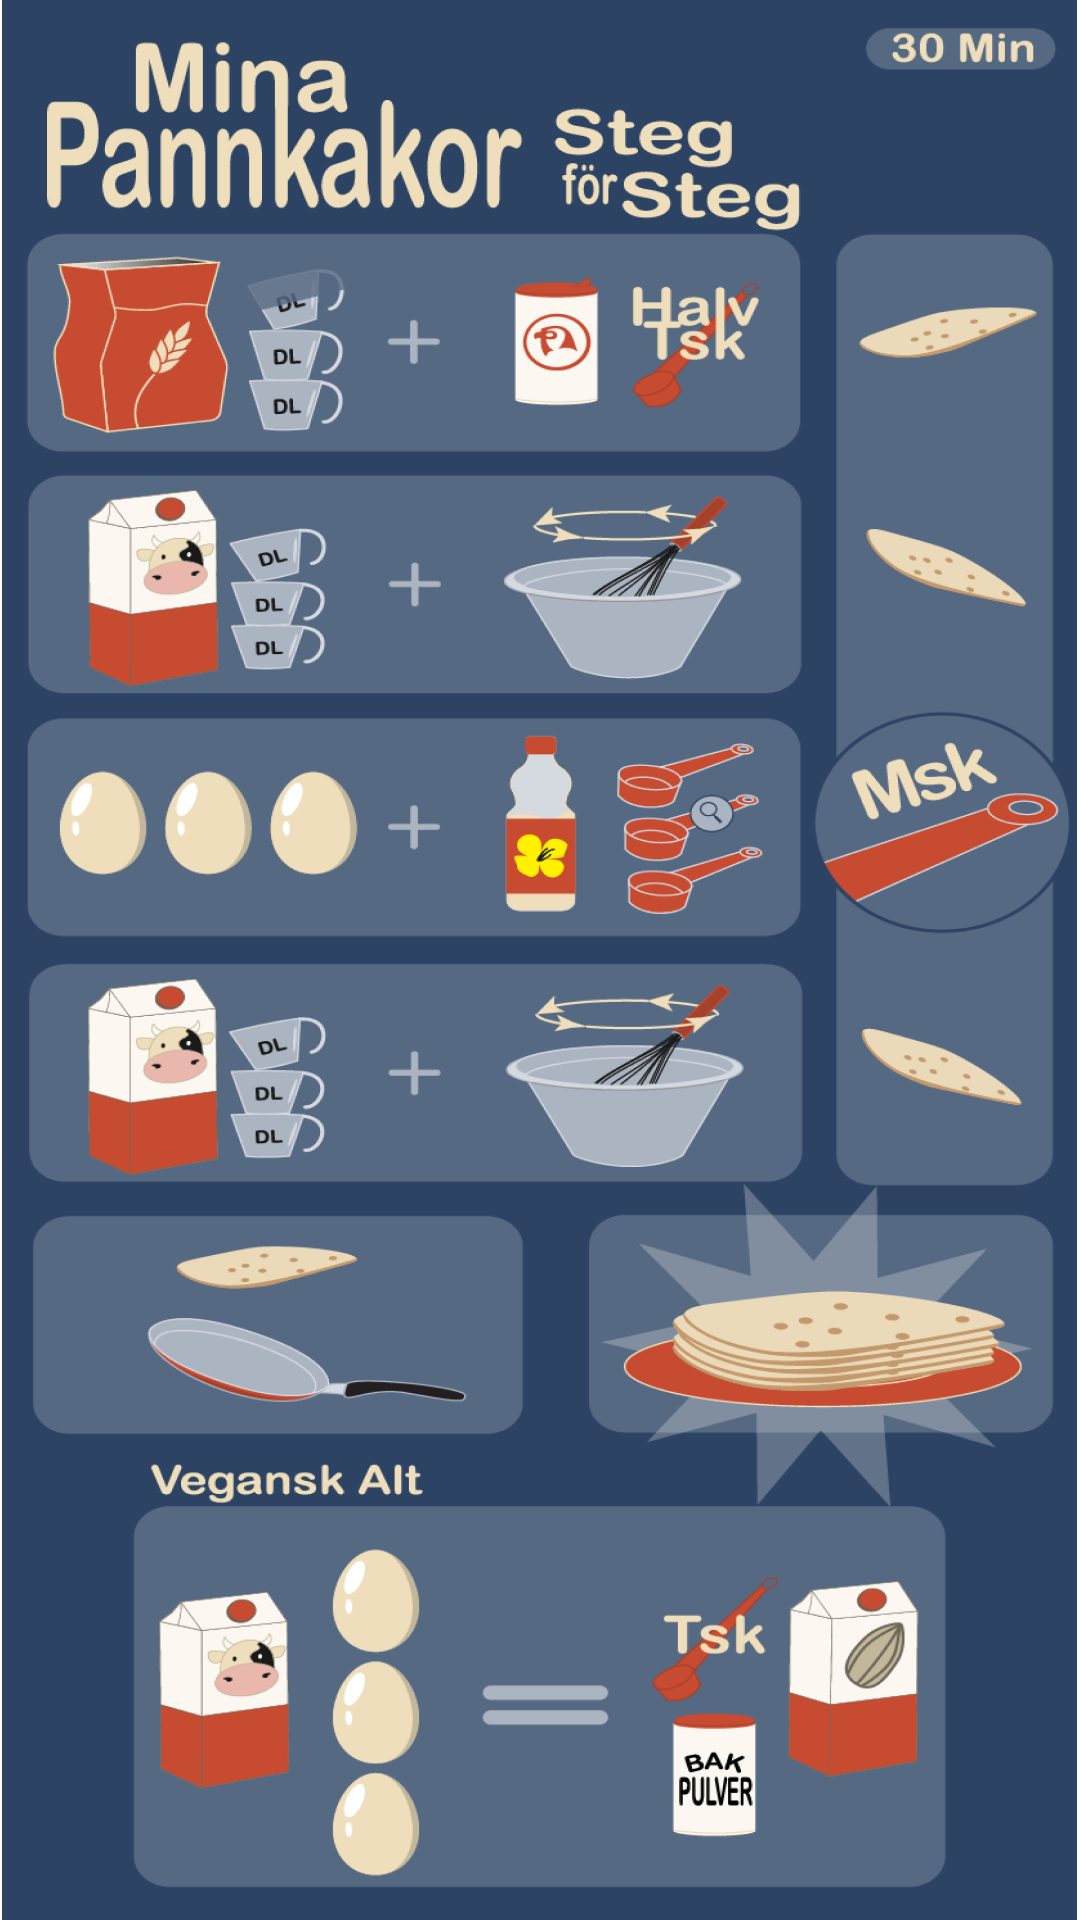 30 Min
Mina
Pannkakor
Steg
för Steg
DL
DL
DL
Halv
Tsk
DL
DL
DL
Msk
DL
DL
DL
Vegansk Alt
Tsk
BAK
PULVER